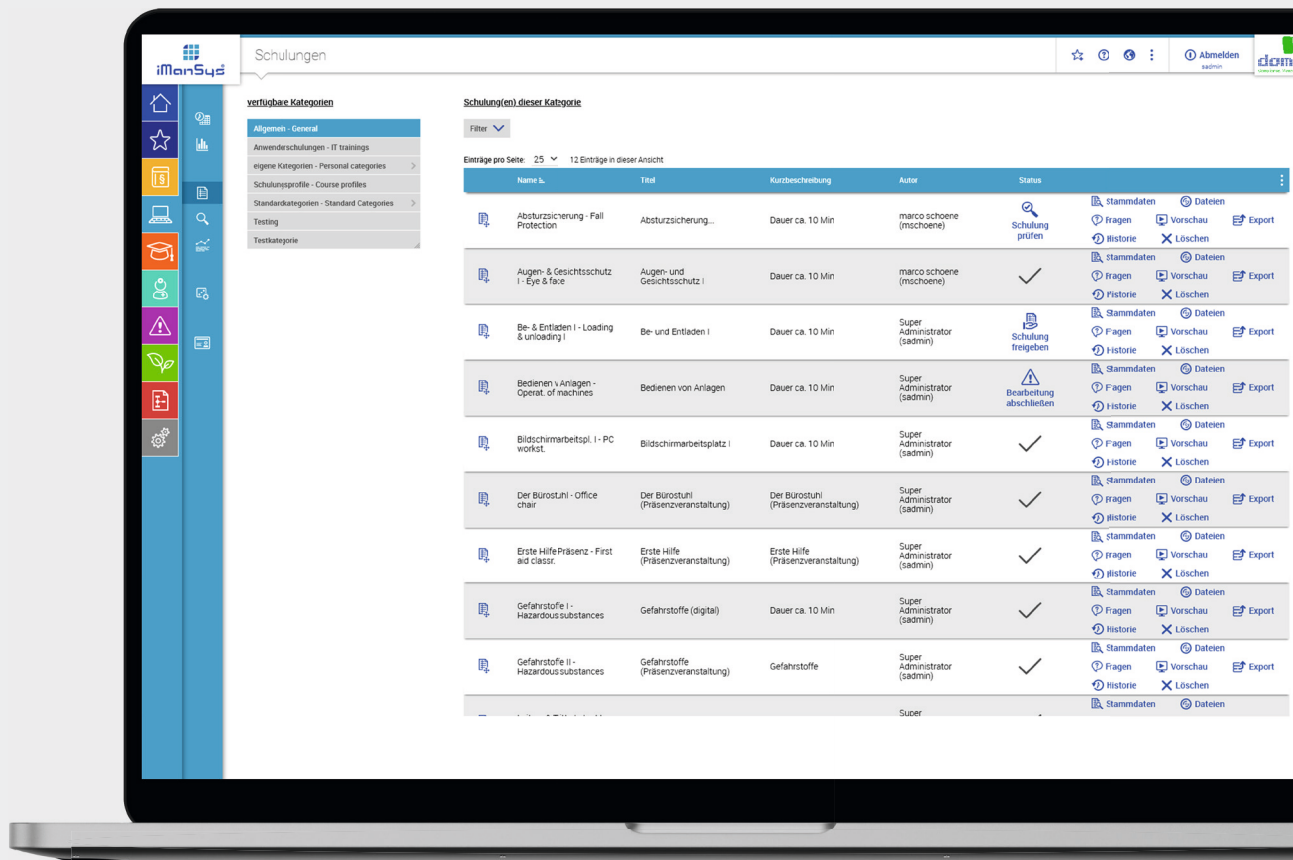 iManSys
Schulungen
Abmelden
sadmin
verfügbare Kategorien
Allgemein - General
Anwenderschulungen - IT trainings
eigene Kategorien - Personal categories
Schulungsprofile - Course profiles
Standardkategorien - Standard Categories
Testing
Testkategorie
Schulung(en) dieser Kategorie
Filter
Einträge pro Seite: 25 12 Einträge in dieser Ansicht
Name Titel Kurzbeschreibung Autor Status
Absturzsicherung - Fall
Protection
Absturzsicherung...
Dauer ca. 10 Min
marco schoene
(mschoene)
Schulung
prüfen
Stammdaten Dateien
Fragen Vorschau Export
Historie Löschen
Augen- & Gesichtsschutz
I - Eye & face
Augen- und
Gesichtsschutz I
Dauer ca. 10 Min
marco schoene
(mschoene)
Stammdaten Dateien
Fragen Vorschau Export
Historie Löschen
Be- & Entladen I - Loading
& unloading I
Be- und Entladen I
Dauer ca. 10 Min
Super
Administrator
(sadmin)
Schulung
freigeben
Stammdaten Dateien
Fragen Vorschau Export
Historie Löschen
Bedienen v Anlagen -
Operat. of machines
Bedienen von Anlagen
Dauer ca. 10 Min
Super
Administrator
(sadmin)
Bearbeitung
abschließen
Stammdaten Dateien
Fragen Vorschau Export
Historie Löschen
Bildschirmarbeitspl. I - PC
workst.
Bildschirmarbeitsplatz I
Dauer ca. 10 Min
Super
Administrator
(sadmin)
Stammdaten Dateien
Fragen Vorschau Export
Historie Löschen
Der Bürostuhl - Office
chair
Der Bürostuhl
(Präsenzveranstaltung)
Der Bürostuhl
(Präsenzveranstaltung)
Super
Administrator
(sadmin)
Stammdaten Dateien
Fragen Vorschau Export
Historie Löschen
Erste Hilfe Präsenz - First
aid classr.
Erste Hilfe
(Präsenzveranstaltung)
Erste Hilfe
(Präsenzveranstaltung)
Super
Administrator
(sadmin)
Stammdaten Dateien
Fragen Vorschau Export
Historie Löschen
Gefahrstoffe I -
Hazardous substances
Gefahrstoffe (digital)
Dauer ca. 10 Min
Super
Administrator
(sadmin)
Stammdaten Dateien
Fragen Vorschau Export
Historie Löschen
Gefahrstoffe II -
Hazardous substances
Gefahrstoffe
(Präsenzveranstaltung)
Gefahrstoffe
Super
Administrator
(sadmin)
Stammdaten Dateien
Fragen Vorschau Export
Historie Löschen
Super
Stammdaten Dateien